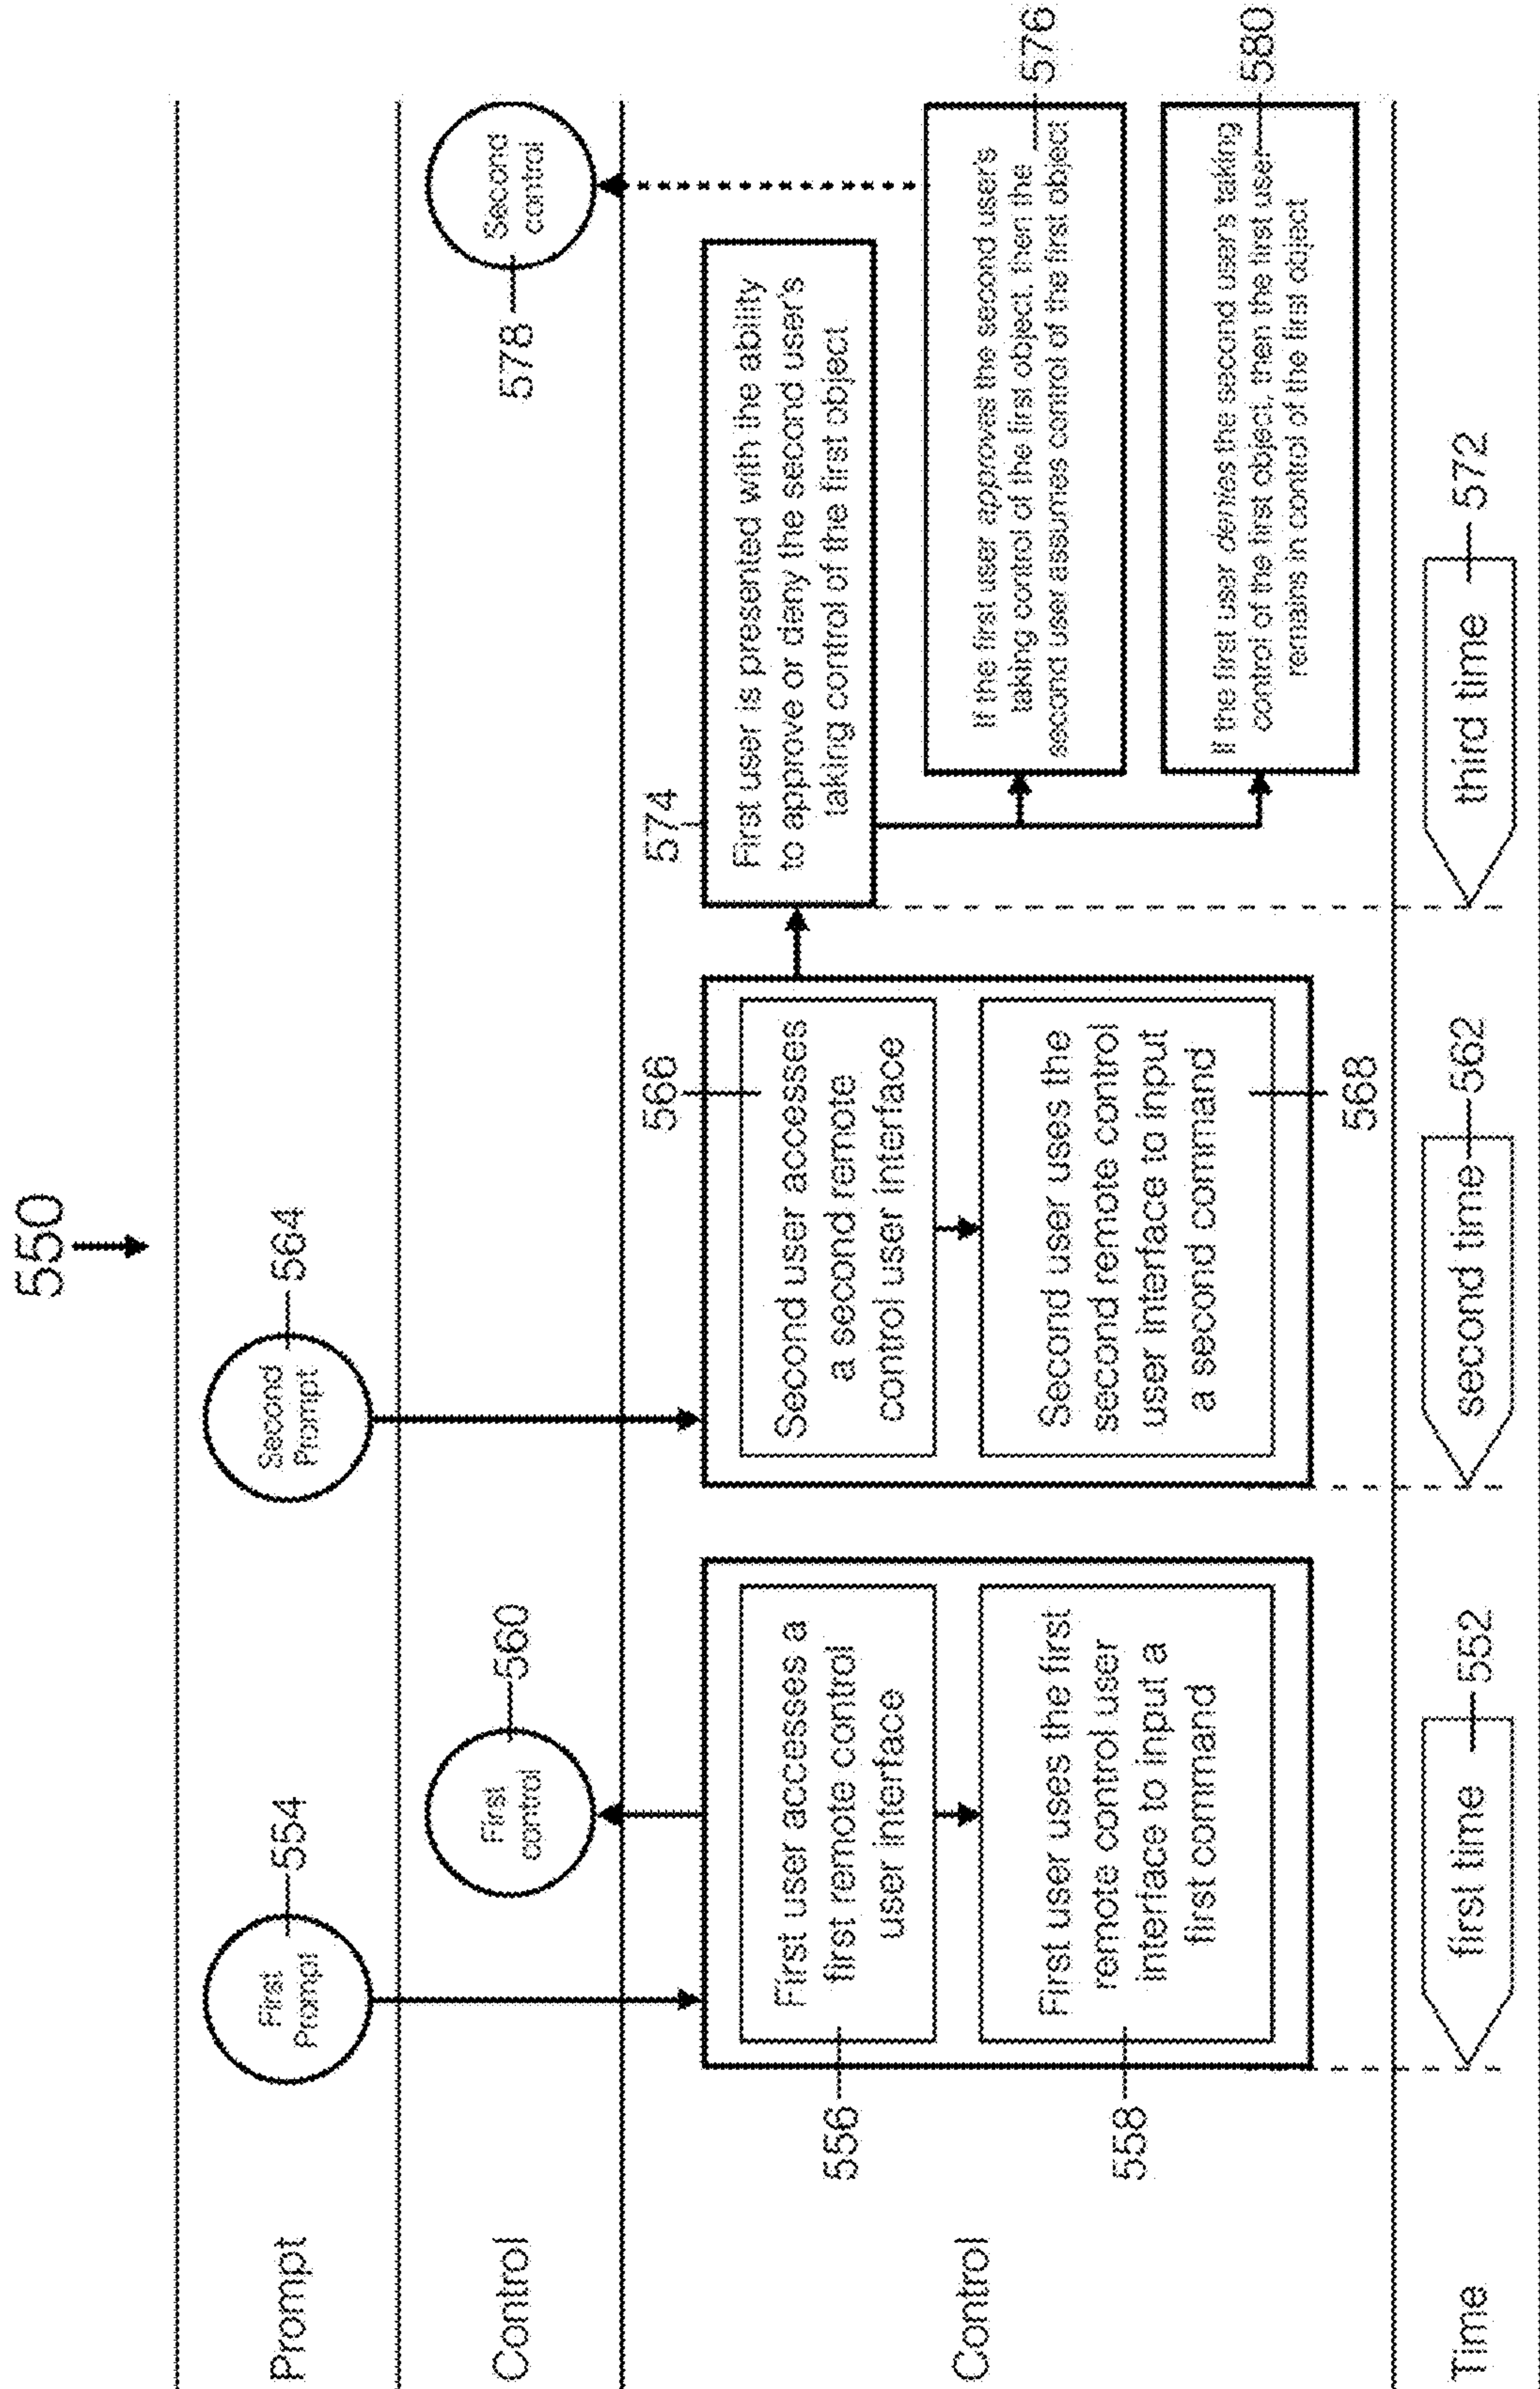 550
Prompt
First
Prompt
554
Second
Prompt
564
Control
First
control
560
578
Second
control
Control
556
First user accesses a
first remote control
user interface
558
First user uses the first
remote control user
interface to input a
first command
566
Second user accesses
a second remote
control user interface
Second user uses the
second remote control
user interface to input
a second command
568
574
First user is presented with the ability
to approve or deny the second user's
taking control of the first object
If the first user approves the second user's
taking control of the first object, then the
second user assumes control of the first object
576
If the first user denies the second user's taking
control of the first object, then the first user
remains in control of the first object
580
Time
first time
552
second time
562
third time
572